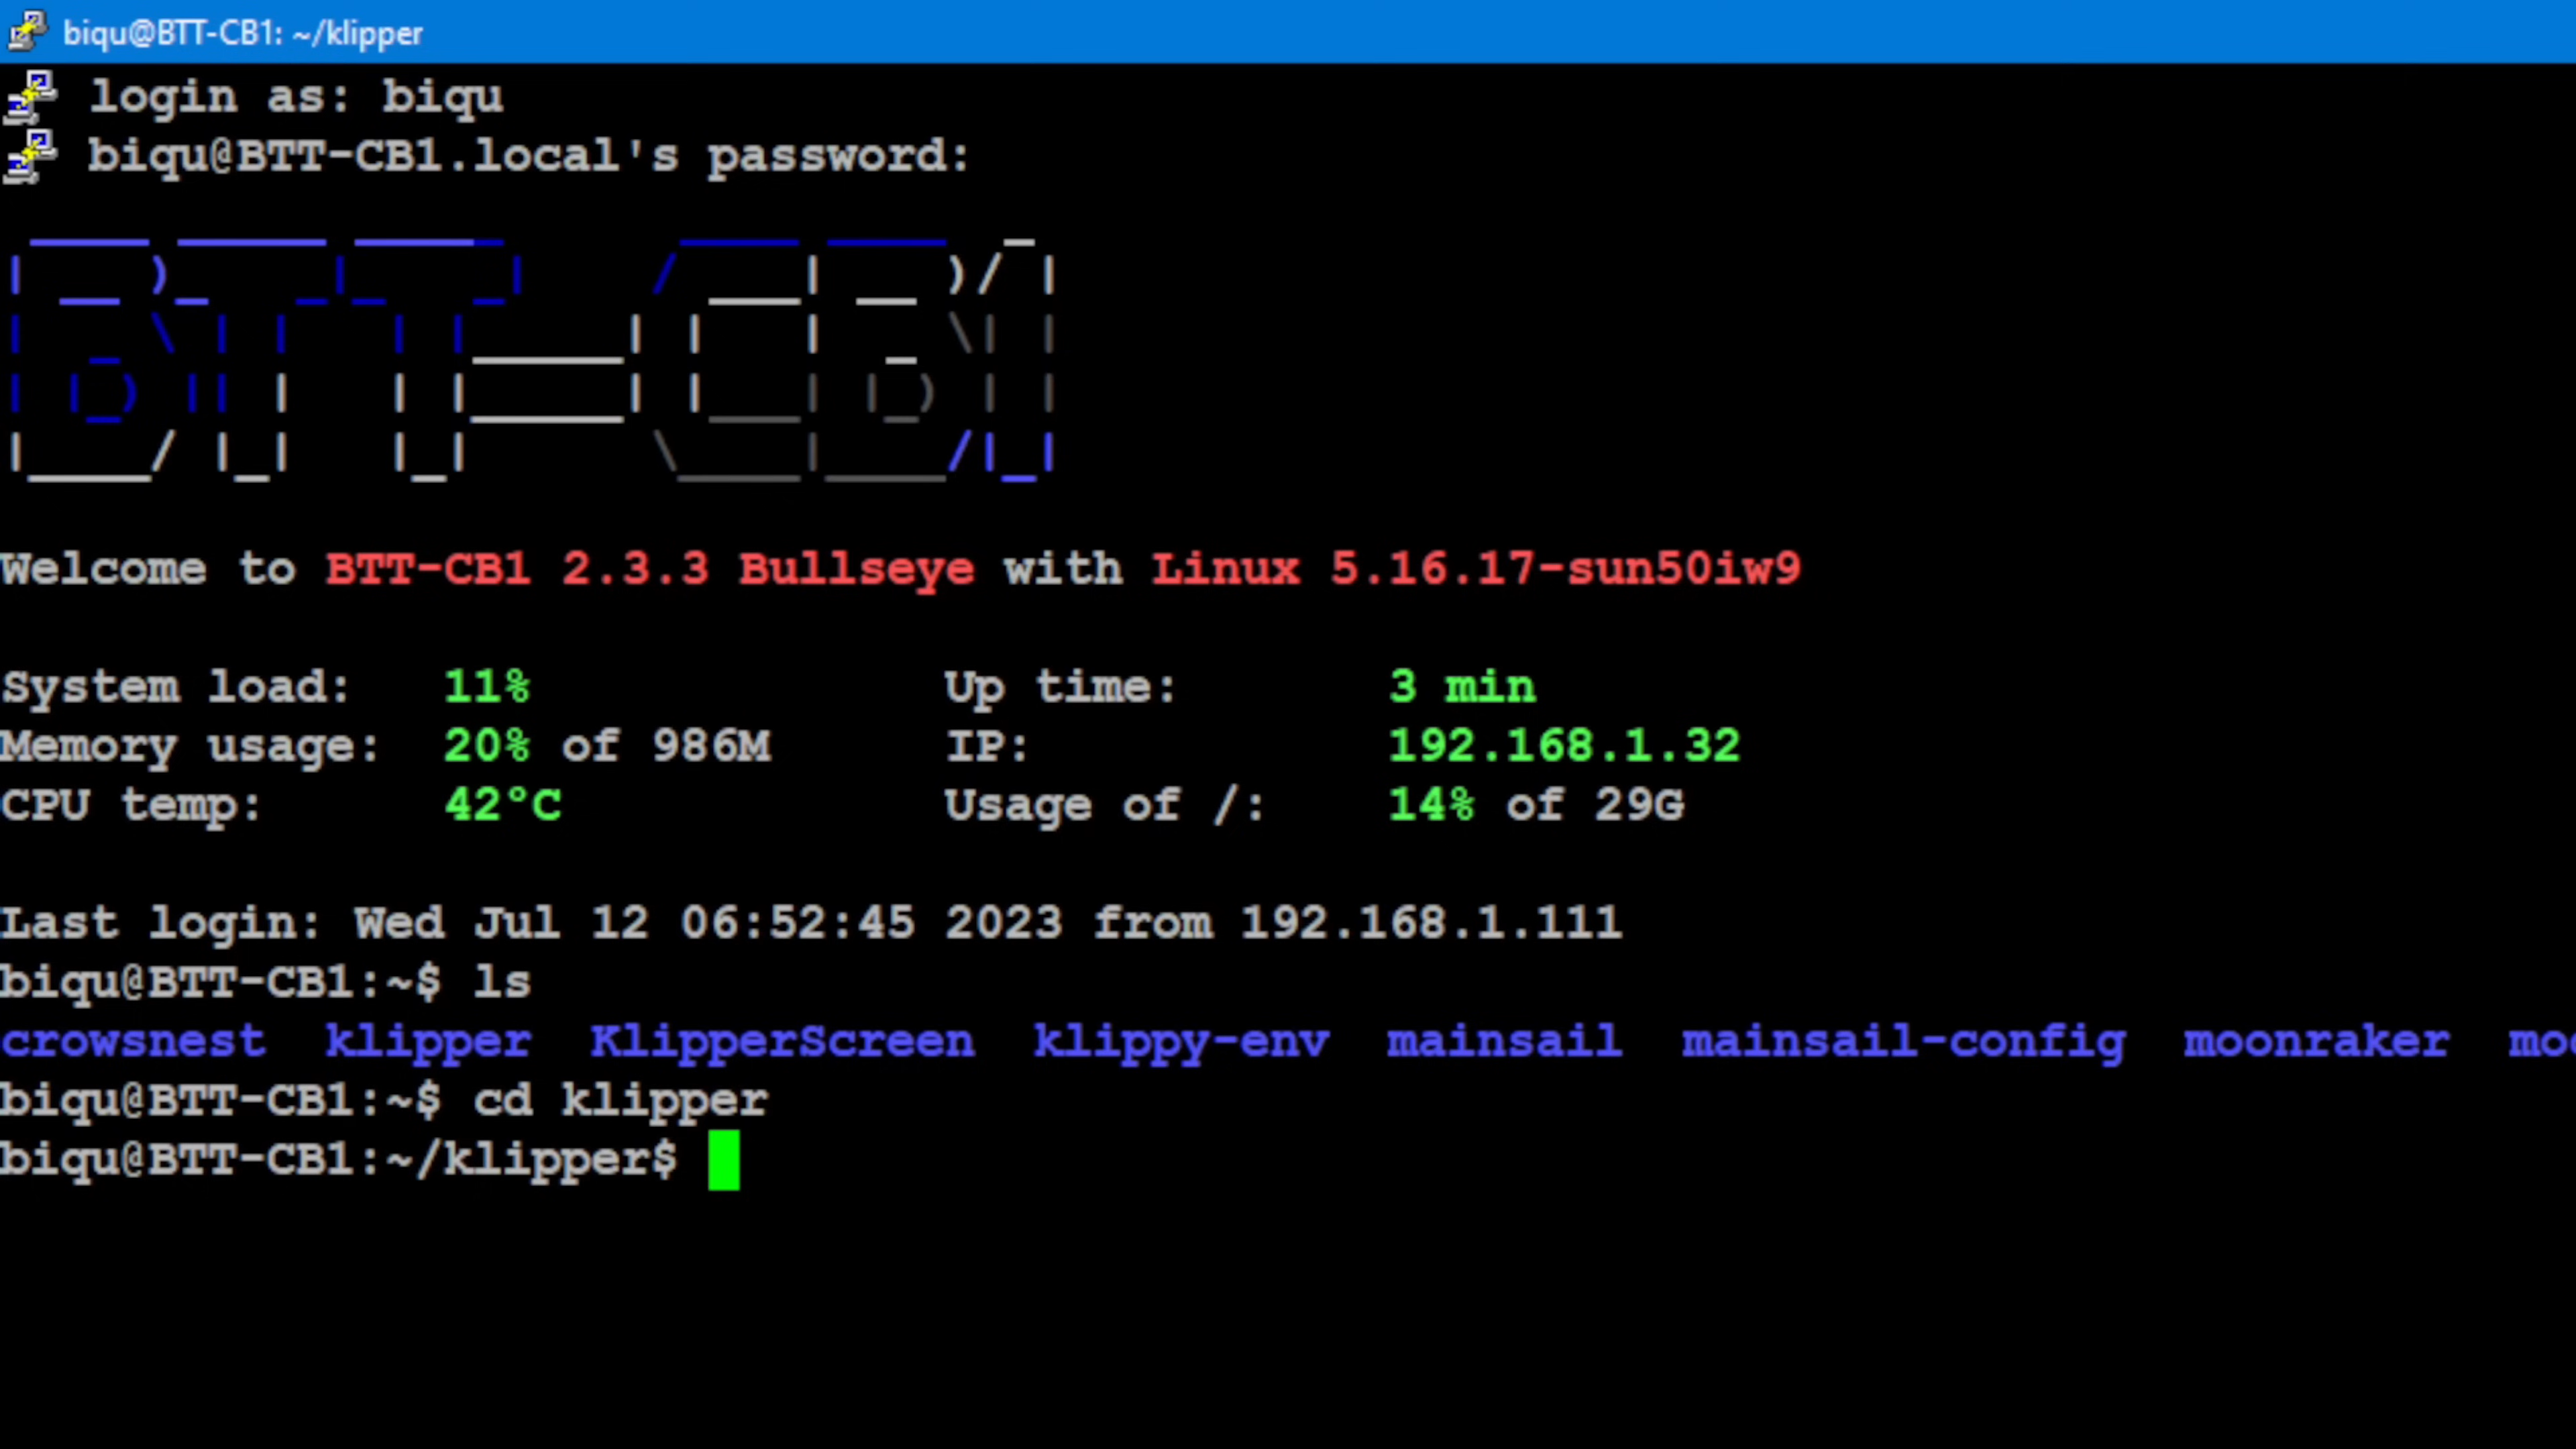 biqu@BTT-CB1: ~/klipper
login as: biqu
biqu@BTT-CB1.local's password:
BTT-CB1
Welcome to BTT-CB1 2.3.3 Bullseye with Linux 5.16.17-sun50iw9
System load: 11% Up time: 3 min
Memory usage: 20% of 986M IP: 192.168.1.32
CPU temp: 42°C Usage of /: 14% of 29G
Last login: Wed Jul 12 06:52:45 2023 from 192.168.1.111
biqu@BTT-CB1:~$ ls
crowsnest klipper KlipperScreen klippy-env mainsail mainsail-config moonraker
biqu@BTT-CB1:~$ cd klipper
biqu@BTT-CB1:~/klipper$